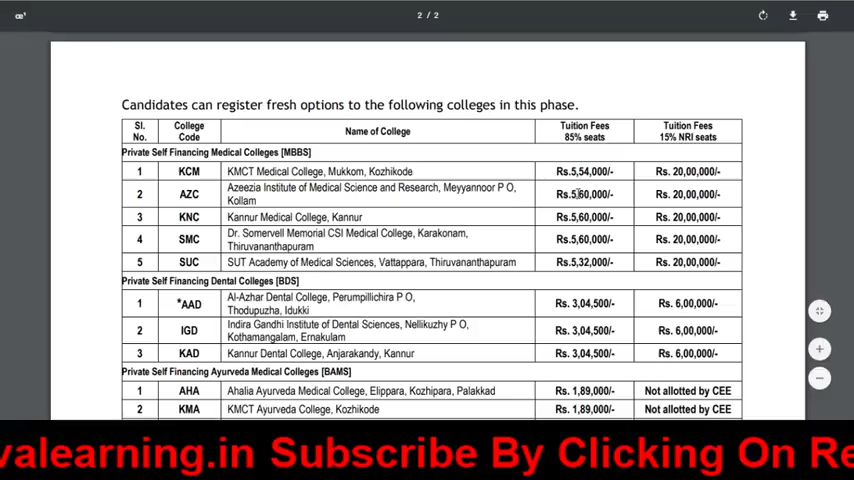 2 / 2
Candidates can register fresh options to the following colleges in this phase.
Sl. No. College Code Name of College Tuition Fees 85% seats Tuition Fees 15% NRI seats
Private Self Financing Medical Colleges [MBBS]
1 KCM KMCT Medical College, Mukkom, Kozhikode Rs.5,54,000/- Rs. 20,00,000/-
2 AZC Azeezia Institute of Medical Science and Research, Meyyannoor P O, Kollam Rs.5,60,000/- Rs. 20,00,000/-
3 KNC Kannur Medical College, Kannur Rs.5,60,000/- Rs. 20,00,000/-
4 SMC Dr. Somervell Memorial CSI Medical College, Karakonam, Thiruvananthapuram Rs.5,60,000/- Rs. 20,00,000/-
5 SUC SUT Academy of Medical Sciences, Vattappara, Thiruvananthapuram Rs.5,32,000/- Rs. 20,00,000/-
Private Self Financing Dental Colleges [BDS]
1 *AAD Al-Azhar Dental College, Perumpillichira P O, Thodupuzha, Idukki Rs. 3,04,500/- Rs. 6,00,000/-
2 IGD Indira Gandhi Institute of Dental Sciences, Nellikuzhy P O, Kothamangalam, Ernakulam Rs. 3,04,500/- Rs. 6,00,000/-
3 KAD Kannur Dental College, Anjarakandy, Kannur Rs. 3,04,500/- Rs. 6,00,000/-
Private Self Financing Ayurveda Medical Colleges [BAMS]
1 AHA Ahalia Ayurveda Medical College, Elippara, Kozhipara, Palakkad Rs. 1,89,000/- Not allotted by CEE
2 KMA KMCT Ayurveda College, Kozhikode Rs. 1,89,000/- Not allotted by CEE
valearning.in Subscribe By Clicking On Re